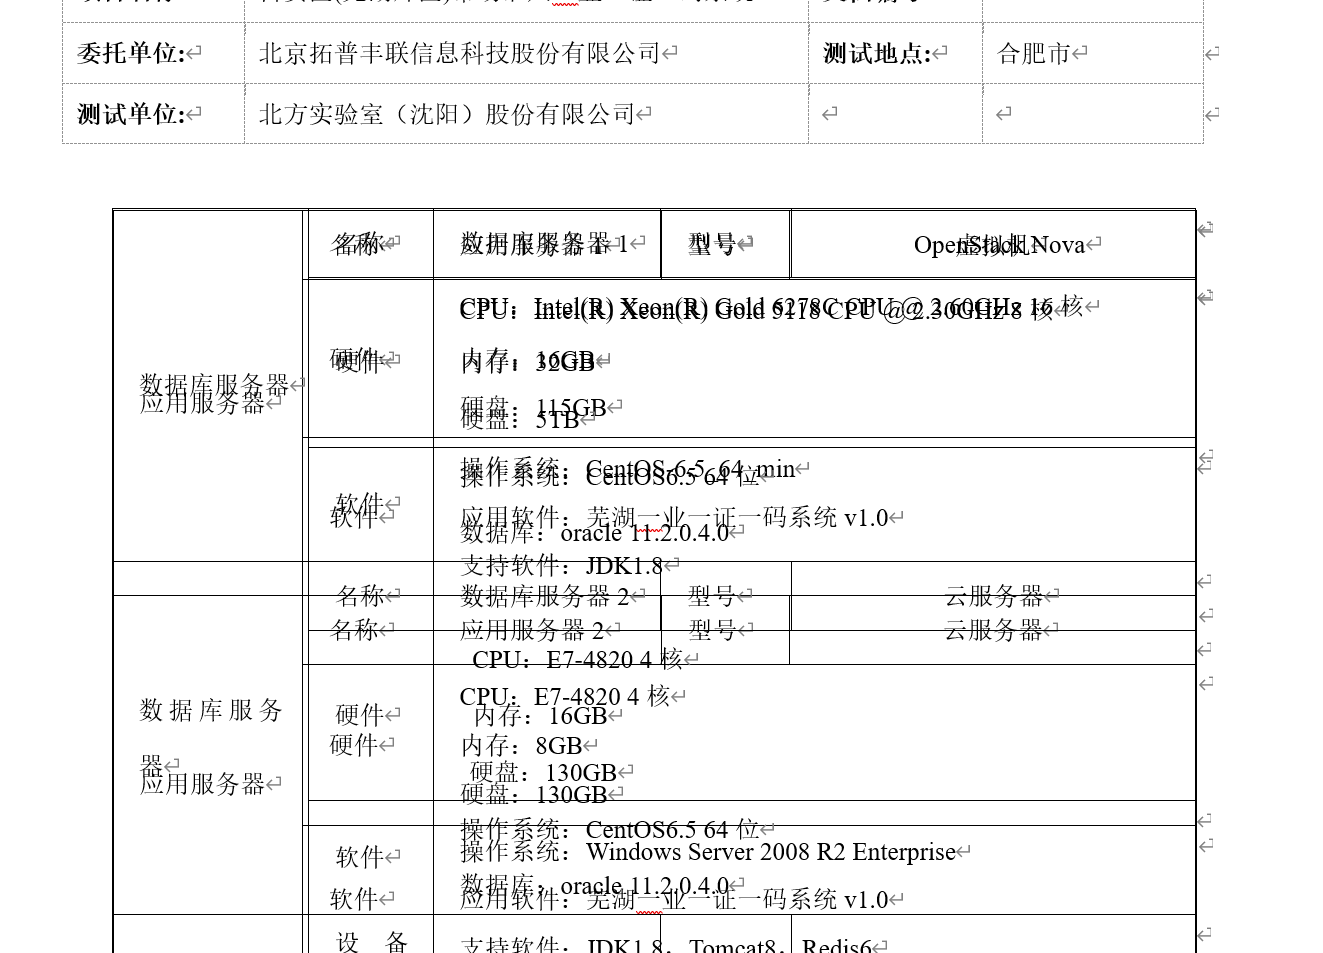 委托单位: 北京拓普丰联信息科技股份有限公司 测试地点: 合肥市
测试单位: 北方实验室（沈阳）股份有限公司
名称 型号 OpenStack Nova
名称 数据库服务器 1 型号 虚拟机
应用服务器 1
CPU：Intel(R) Xeon(R) Gold 6278C CPU @ 2.60GHz 16 核
CPU：Intel(R) Xeon(R) Gold 5118 CPU @ 2.30GHz 8 核
硬件 内存：16GB
硬件 内存：32GB
数据库服务器
应用服务器
硬盘：115GB
硬盘：5TB
操作系统：CentOS-6.5_64_min
操作系统：CentOS6.5 64 位
软件
软件 应用软件：芜湖一业一证一码系统 v1.0
数据库：oracle 11.2.0.4.0
支持软件：JDK1.8
名称 数据库服务器 2 型号 云服务器
名称 应用服务器 2 型号 云服务器
CPU：E7-4820 4 核
CPU：E7-4820 4 核
数据库服务
硬件 内存：16GB
硬件 内存：8GB
器
硬盘：130GB
应用服务器
硬盘：130GB
操作系统：CentOS6.5 64 位
操作系统：Windows Server 2008 R2 Enterprise
软件
数据库：oracle 11.2.0.4.0
软件 应用软件：芜湖一业一证一码系统 v1.0
设 备
支持软件：JDK1.8，Tomcat8，Redis6